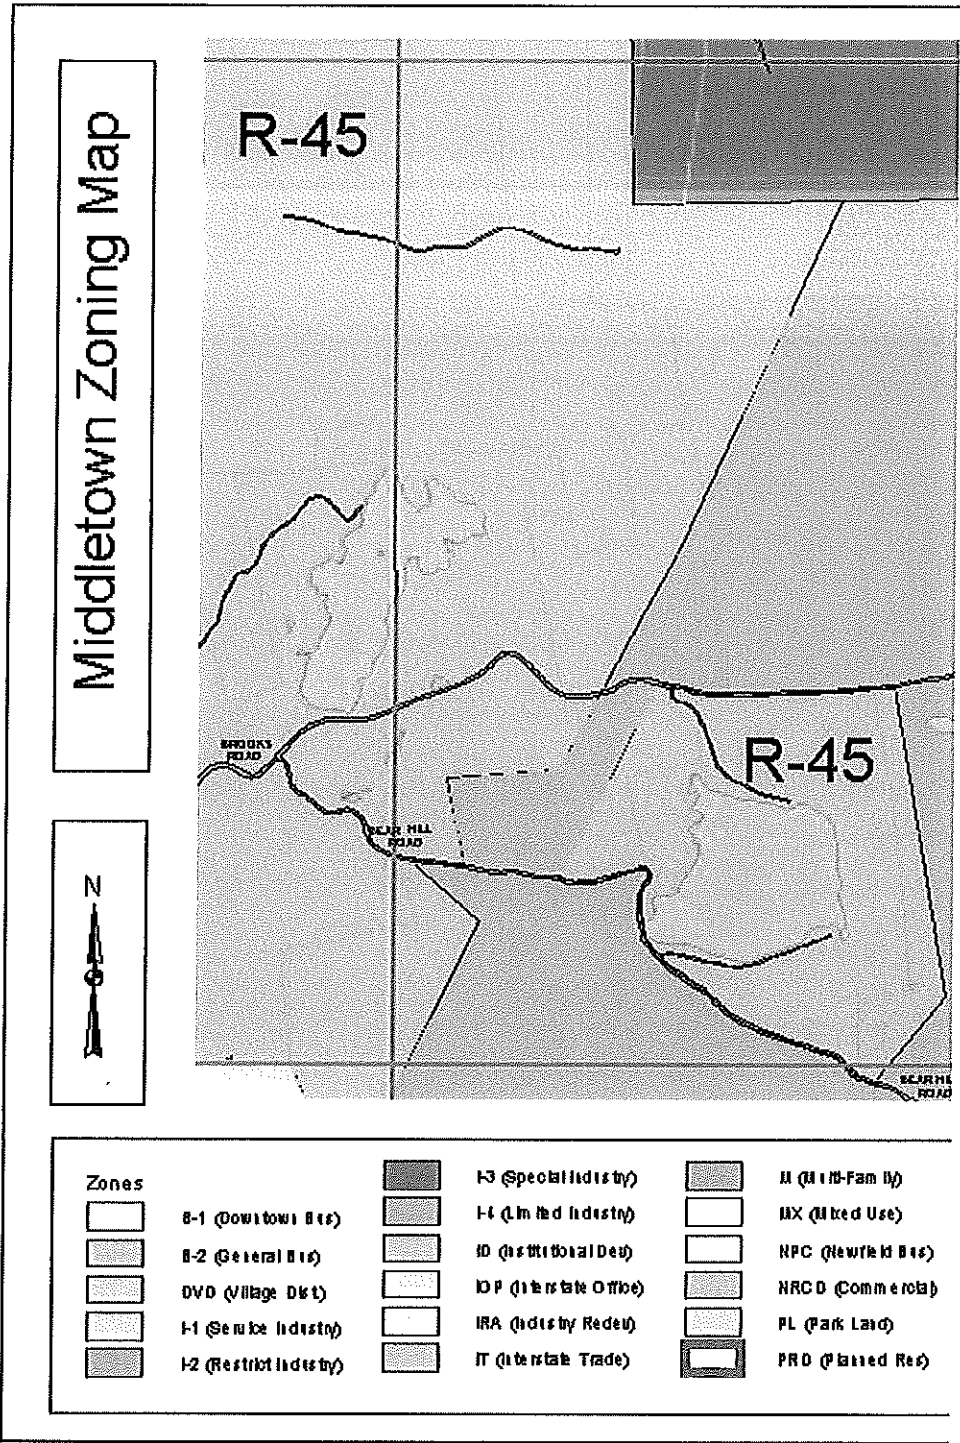 Middletown Zoning Map
R-45
BROOKS
ROAD
BEAR HILL
ROAD
R-45
N
Zones
B-1 (Downtown Bus)
B-2 (General Bus)
DVD (Village Dist)
I-1 (Service Industry)
I-2 (Restrict Industry)
I-3 (Special Industry)
I-4 (Limited Industry)
ID (Institutional Dev)
IOP (Interstate Office)
IRA (Industry Redev)
IT (Interstate Trade)
M (Multi-Family)
MX (Mixed Use)
NPC (Newfield Bus)
NRCD (Commercial)
PL (Park Land)
PRD (Planned Res)